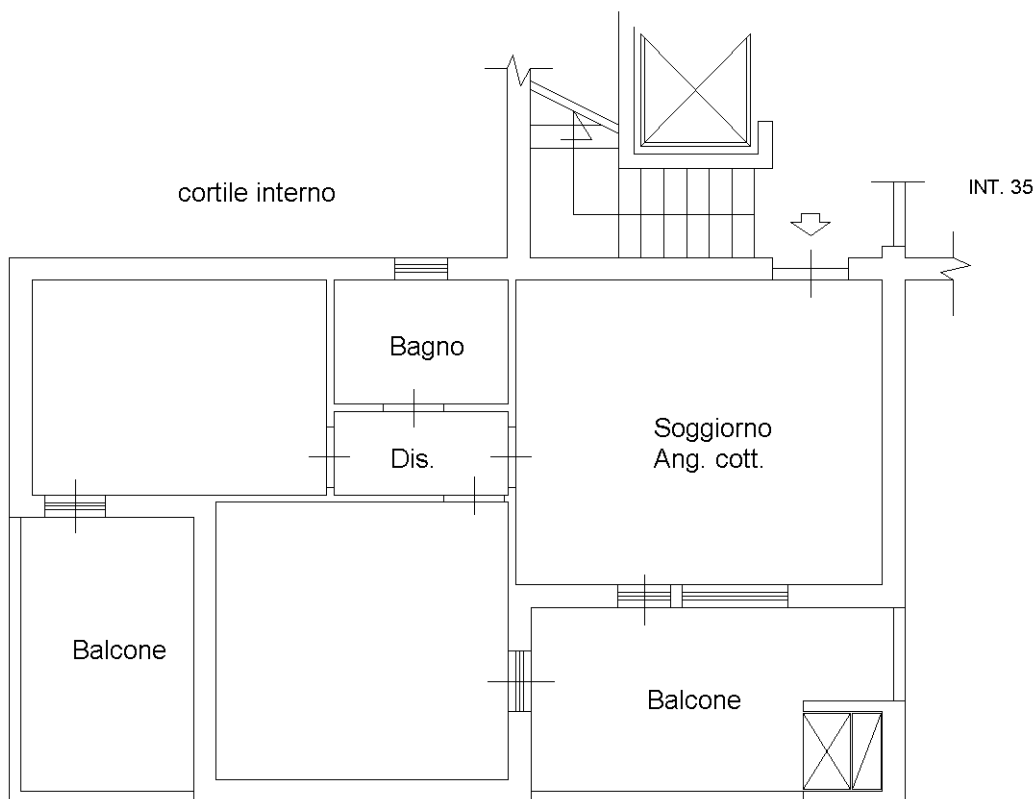 cortile interno
INT. 35
Bagno
Soggiorno
Ang. cott.
Dis.
Balcone
Balcone